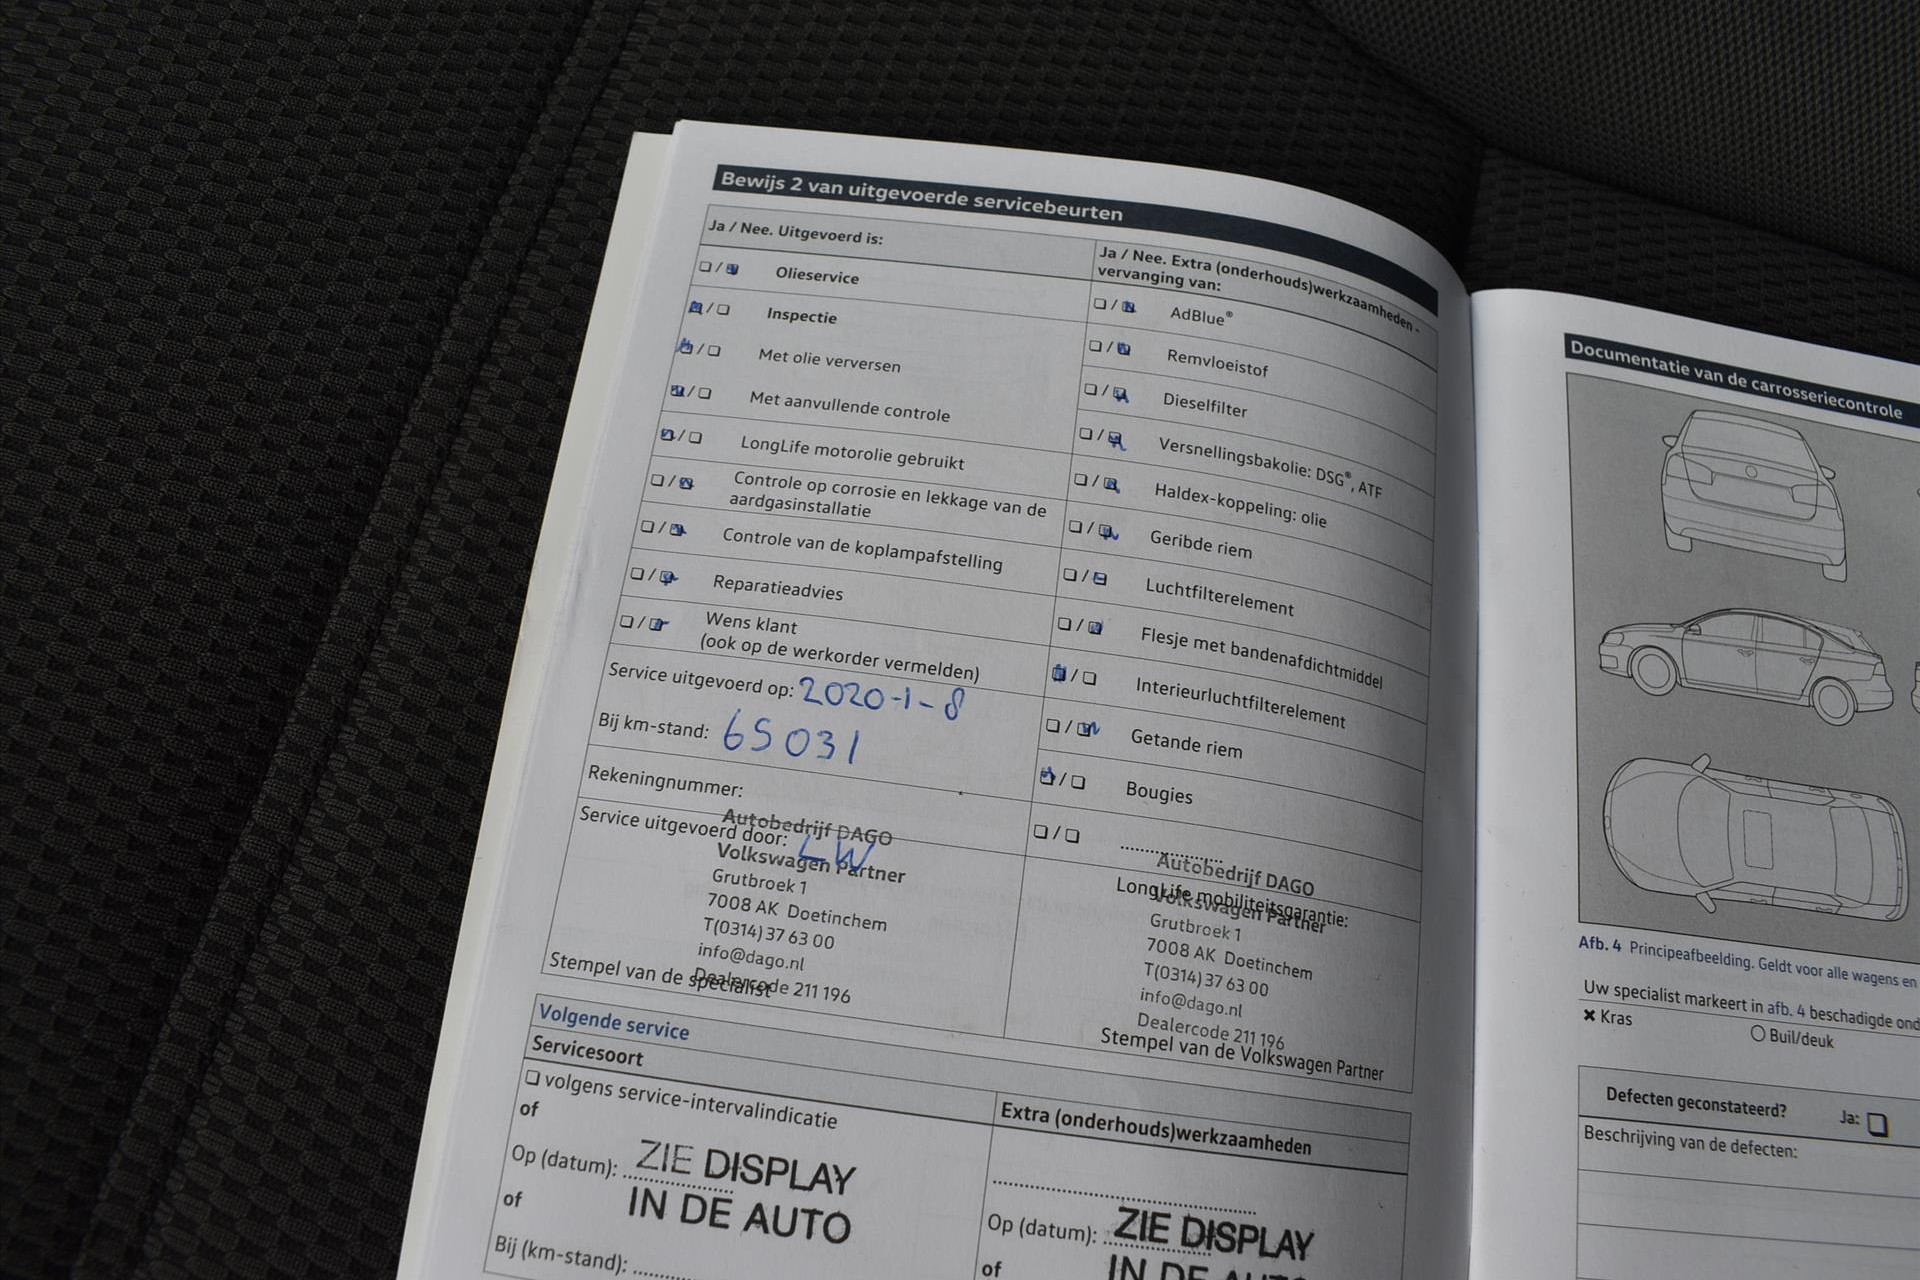 Bewijs 2 van uitgevoerde servicebeurten
Ja / Nee. Uitgevoerd is:
❏ / ❏ Olieservice
❏ / ❏ Inspectie
❏ / ❏ Met olie verversen
❏ / ❏ Met aanvullende controle
❏ / ❏ LongLife motorolie gebruikt
❏ / ❏ Controle op corrosie en lekkage van de
aardgasinstallatie
❏ / ❏ Controle van de koplampafstelling
❏ / ❏ Reparatieadvies
❏ / ❏ Wens klant
(ook op de werkorder vermelden)
Service uitgevoerd op: 2020-1-8
Bij km-stand: 65031
Rekeningnummer:
Service uitgevoerd door: LW
Autobedrijf DAGO
Volkswagen Partner
Grutbroek 1
7008 AK Doetinchem
T(0314) 37 63 00
info@dago.nl
Dealercode 211 196
Stempel van de specialist
Ja / Nee. Extra (onderhouds)werkzaamheden -
vervanging van:
❏ / ❏ AdBlue®
❏ / ❏ Remvloeistof
❏ / ❏ Dieselfilter
❏ / ❏ Versnellingsbakolie: DSG®, ATF
❏ / ❏ Haldex-koppeling: olie
❏ / ❏ Geribde riem
❏ / ❏ Luchtfilterelement
❏ / ❏ Flesje met bandenafdichtmiddel
❏ / ❏ Interieurluchtfilterelement
❏ / ❏ Getande riem
❏ / ❏ Bougies
❏ / ❏ ....................
LongLife mobiliteitsgarantie:
Autobedrijf DAGO
Volkswagen Partner
Grutbroek 1
7008 AK Doetinchem
T(0314) 37 63 00
info@dago.nl
Dealercode 211 196
Stempel van de Volkswagen Partner
Volgende service
Servicesoort
❏ volgens service-intervalindicatie
of
Op (datum): ZIE DISPLAY
IN DE AUTO
of
Bij (km-stand):
Extra (onderhouds)werkzaamheden
Op (datum): ZIE DISPLAY
IN DE AUTO
of
Documentatie van de carrosseriecontrole
Afb. 4 Principeafbeelding. Geldt voor alle wagens en
Uw specialist markeert in afb. 4 beschadigde
✖ Kras
○ Buil/deuk
Defecten geconstateerd? Ja: ❏
Beschrijving van de defecten: